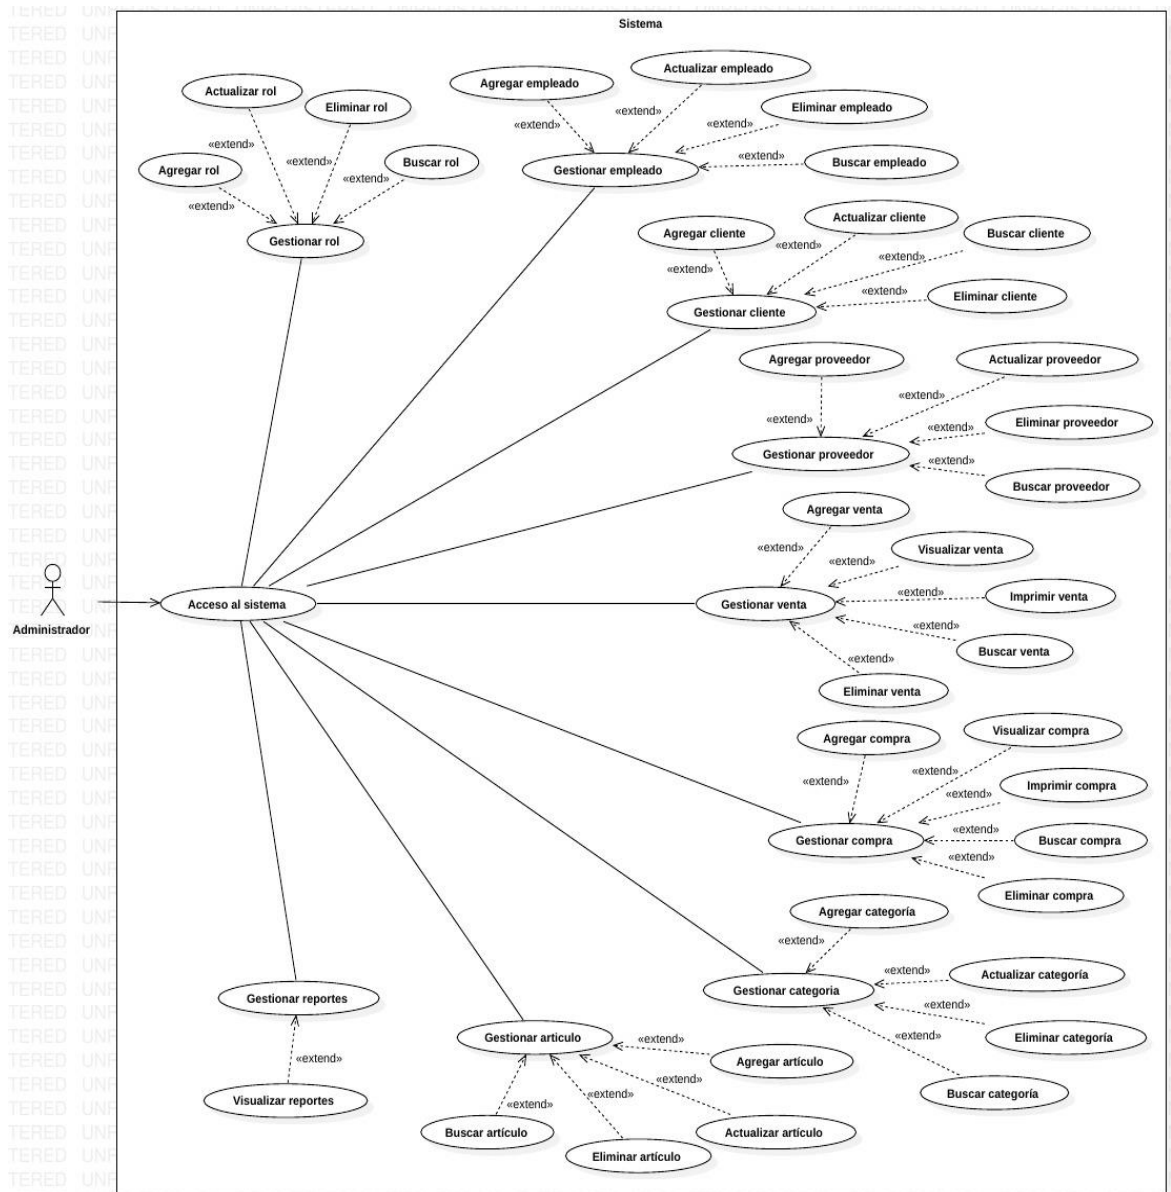 Sistema
Actualizar rol
Eliminar rol
Agregar rol
Buscar rol
«extend»
«extend»
«extend»
«extend»
Gestionar rol
Agregar empleado
Actualizar empleado
Eliminar empleado
Buscar empleado
«extend»
«extend»
«extend»
«extend»
Gestionar empleado
Agregar cliente
Actualizar cliente
Buscar cliente
Eliminar cliente
«extend»
«extend»
«extend»
«extend»
Gestionar cliente
Agregar proveedor
Actualizar proveedor
Eliminar proveedor
Buscar proveedor
«extend»
«extend»
«extend»
«extend»
Gestionar proveedor
Agregar venta
Visualizar venta
Imprimir venta
Buscar venta
Eliminar venta
«extend»
«extend»
«extend»
«extend»
«extend»
Gestionar venta
Administrador
Acceso al sistema
Agregar compra
Visualizar compra
Imprimir compra
Buscar compra
Eliminar compra
«extend»
«extend»
«extend»
«extend»
«extend»
Gestionar compra
Agregar categoría
Actualizar categoría
Eliminar categoría
Buscar categoría
«extend»
«extend»
«extend»
«extend»
Gestionar categoria
Gestionar reportes
«extend»
Visualizar reportes
Gestionar articulo
«extend»
«extend»
«extend»
«extend»
Agregar artículo
Buscar artículo
Actualizar artículo
Eliminar artículo